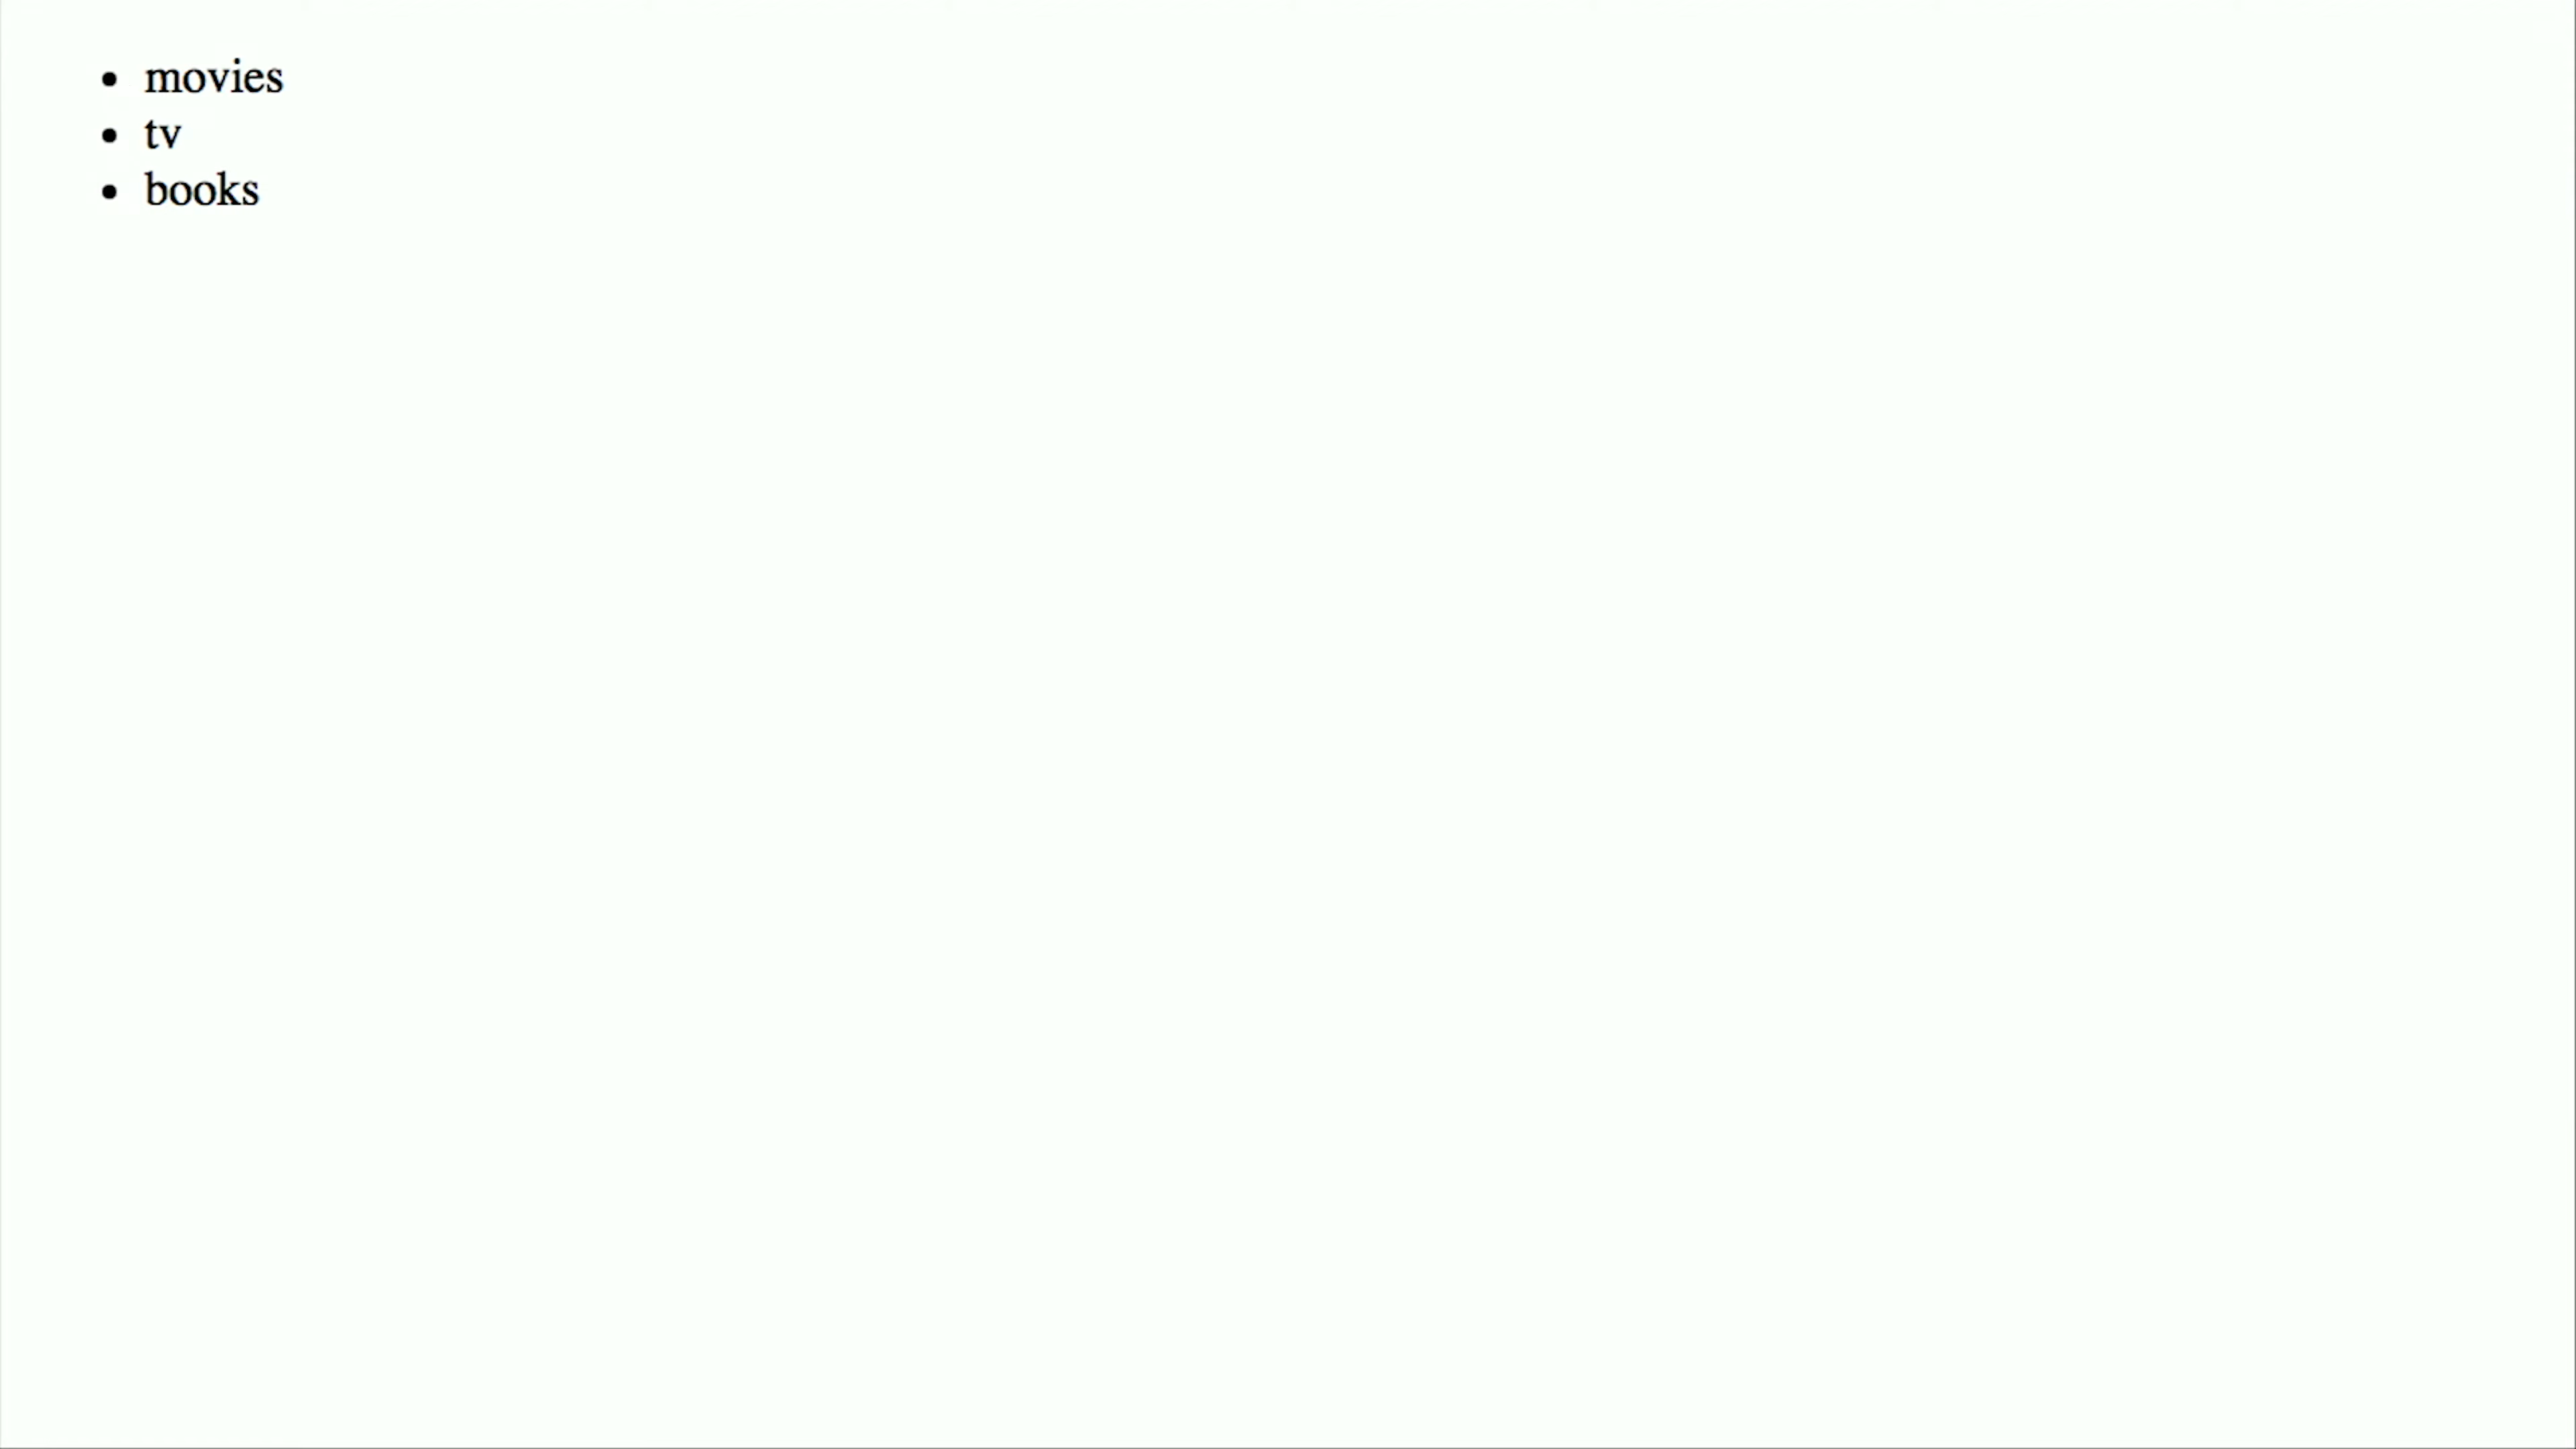 • movies
• tv
• books